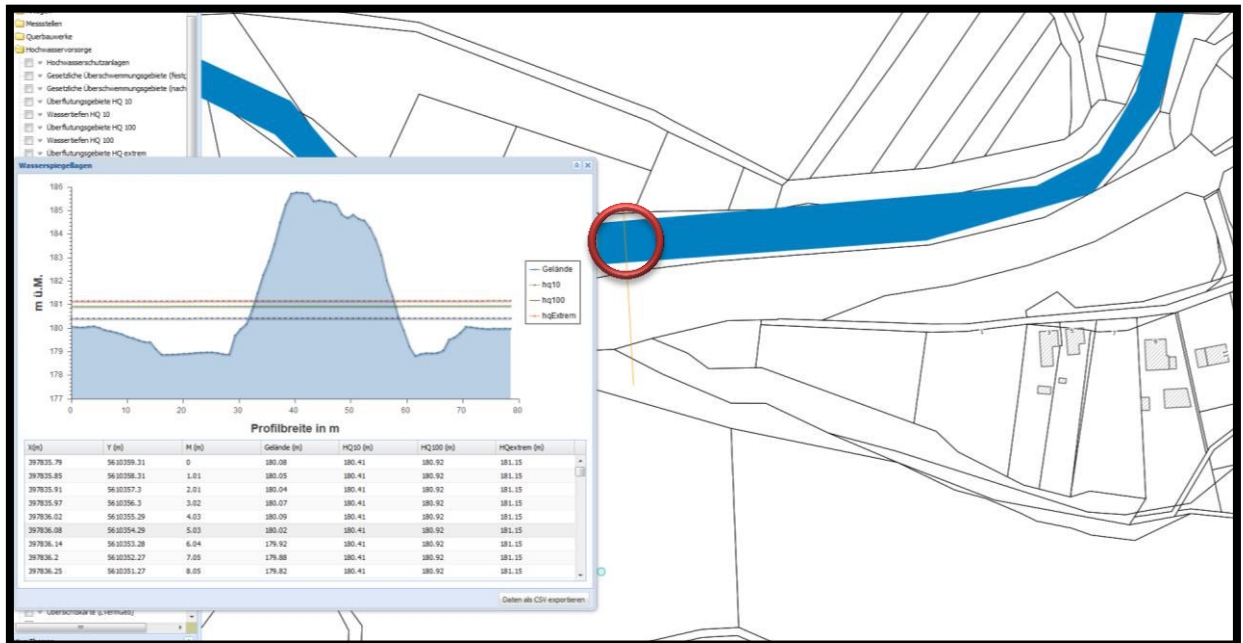 Messstellen
Querbauwerke
Hochwasservorsorge
Hochwasserschutzanlagen
Gesetzliche Überschwemmungsgebiete (festg
Gesetzliche Überschwemmungsgebiete (nach
Überflutungsgebiete HQ 10
Wassertiefen HQ 10
Überflutungsgebiete HQ 100
Wassertiefen HQ 100
Überflutungsgebiete HQ extrem
Wasserspiegellagen
186
185
184
183
182
181
180
179
178
177
m ü.M.
0 10 20 30 40 50 60 70 80
Profilbreite in m
Gelände
hq10
hq100
hqExtrem
X(m) Y (m) M (m) Gelände (m) HQ10 (m) HQ100 (m) HQextrem (m)
397835.79 5610359.31 0 180.08 180.41 180.92 181.15
397835.85 5610358.31 1.01 180.05 180.41 180.92 181.15
397835.91 5610357.3 2.01 180.04 180.41 180.92 181.15
397835.97 5610356.3 3.02 180.07 180.41 180.92 181.15
397836.02 5610355.29 4.03 180.09 180.41 180.92 181.15
397836.08 5610354.29 5.03 180.02 180.41 180.92 181.15
397836.14 5610353.28 6.04 179.92 180.41 180.92 181.15
397836.2 5610352.27 7.05 179.88 180.41 180.92 181.15
397836.25 5610351.27 8.05 179.82 180.41 180.92 181.15
Daten als CSV exportieren
Übersichtskarte (LVermGeo)